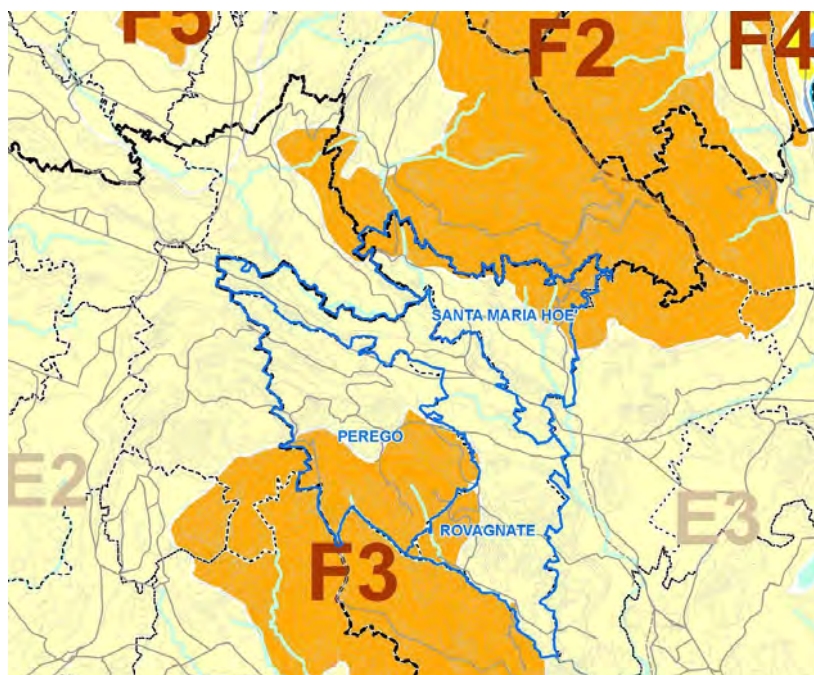 F5
F2
F4
SANTA MARIA HOE'
PEREGO
E2
E3
ROVAGNATE
F3